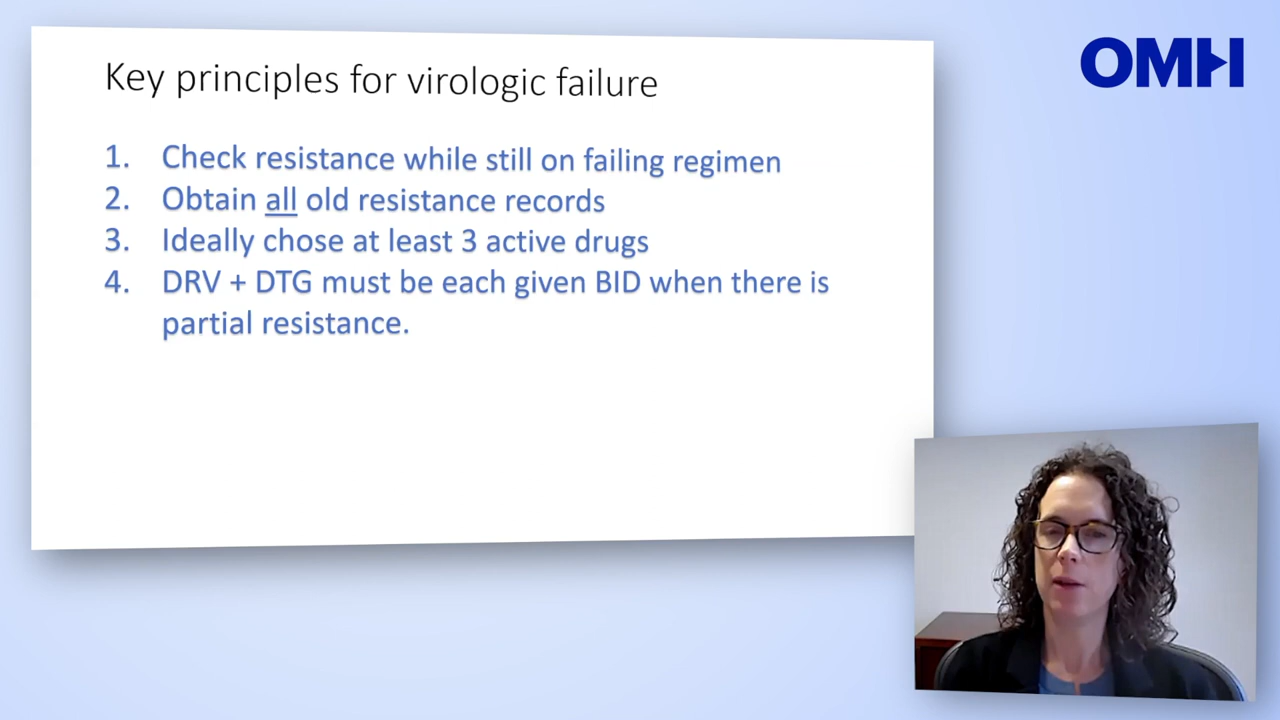 OMH
Key principles for virologic failure
1. Check resistance while still on failing regimen
2. Obtain all old resistance records
3. Ideally chose at least 3 active drugs
4. DRV + DTG must be each given BID when there is
partial resistance.